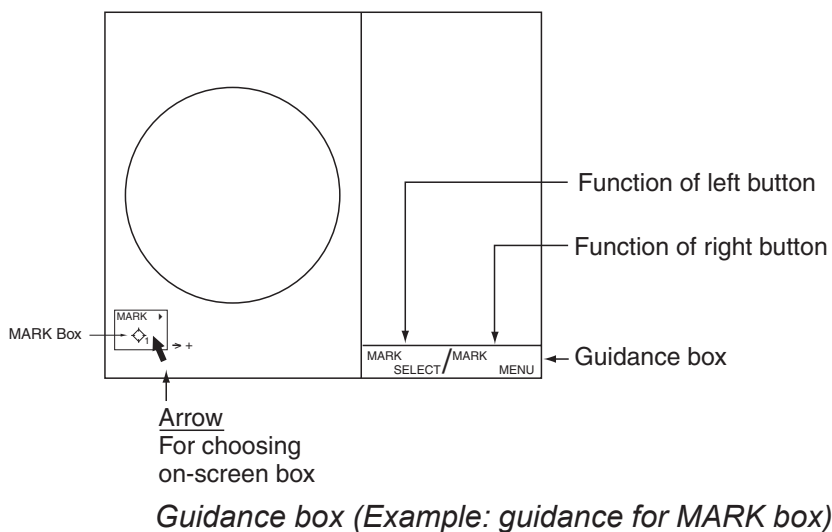 Function of left button
Function of right button
MARK
1
MARK Box
→ +
MARK / MARK
SELECT MENU
Guidance box
Arrow
For choosing
on-screen box
Guidance box (Example: guidance for MARK box)